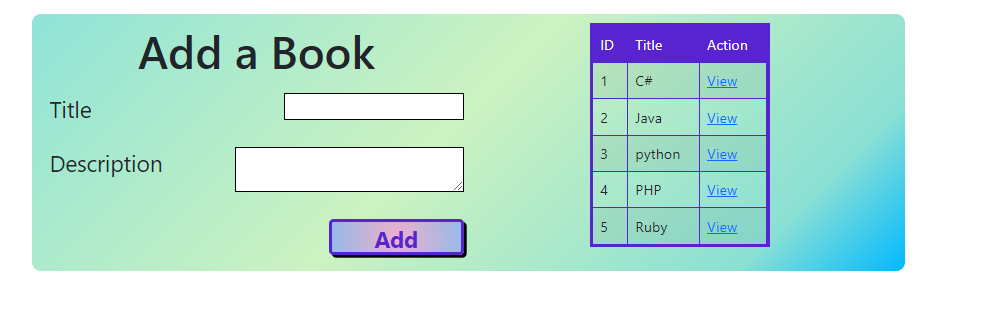 Add a Book
Title
Description
Add
ID Title Action
1 C# View
2 Java View
3 python View
4 PHP View
5 Ruby View